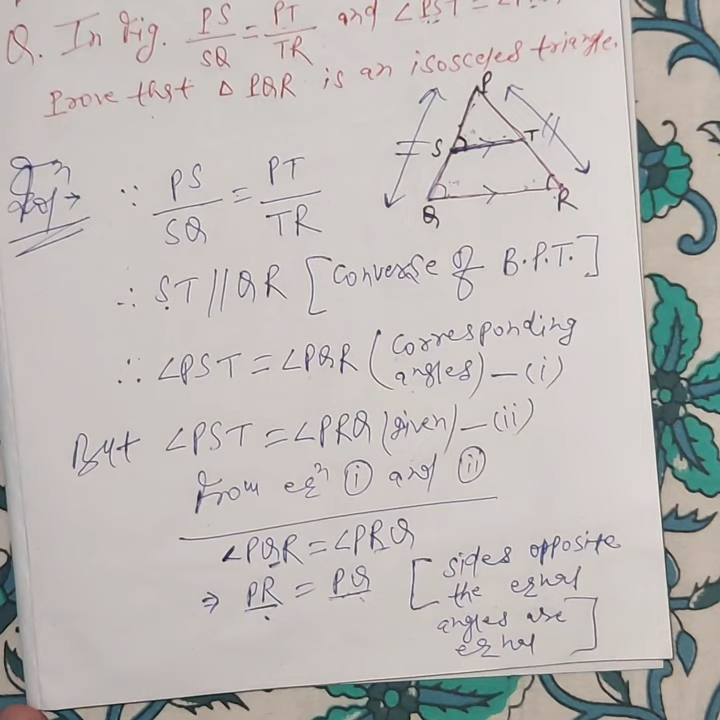 Q. In Fig. PS/SQ = PT/TR and ∠PST =
Prove that △ PQR is an isosceles triangle.
P
S
T
Q
R
Solⁿ→
∵ PS/SQ = PT/TR
∴ ST // QR [Converse of B.P.T.]
∴ ∠PST = ∠PQR (corresponding
angles) — (i)
But ∠PST = ∠PRQ (given) — (ii)
From eqⁿ (i) and (ii)
∠PQR = ∠PRQ
⇒ PR = PQ [sides opposite
the equal
angles are
equal]